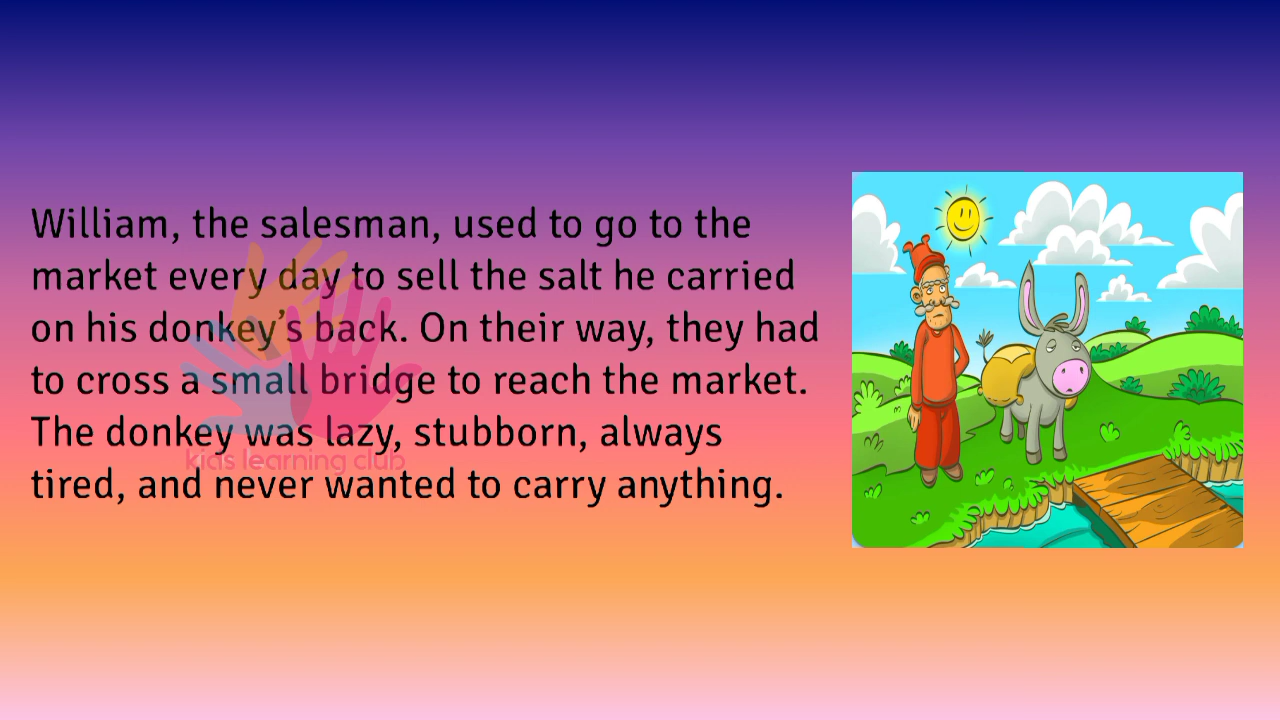 William, the salesman, used to go to the
market every day to sell the salt he carried
on his donkey’s back. On their way, they had
to cross a small bridge to reach the market.
The donkey was lazy, stubborn, always
kids learning club
tired, and never wanted to carry anything.